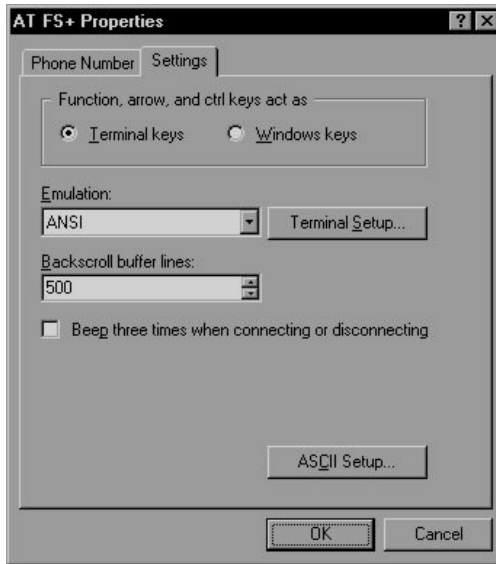 AT FS+ Properties ? X
Phone Number Settings
Function, arrow, and ctrl keys act as
Terminal keys Windows keys
Emulation:
ANSI Terminal Setup...
Backscroll buffer lines:
500
Beep three times when connecting or disconnecting
ASCII Setup...
OK Cancel